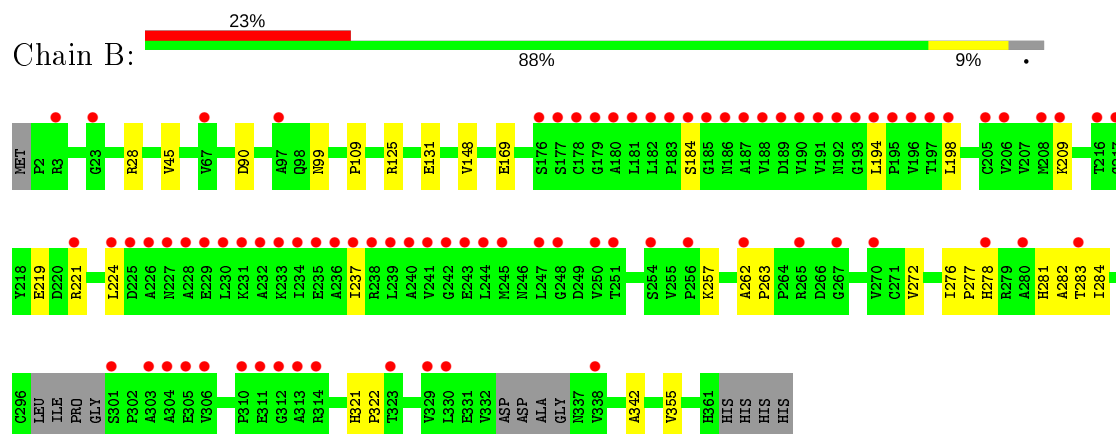 23%
Chain B:
88% 9%
MET P2 R3 G23 R28 V45 V67 D90 A97 Q98 N99 P109 R125 E131 V148 E169 S176 S177 C178 G179 A180 L181 L182 P183 S184 G185 N186 A187 V188 D189 V190 V191 N192 G193 L194 P195 V196 T197 L198 C205 V206 V207 M208 K209 T216
Y218 E219 D220 R221 L224 D225 A226 N227 A228 E229 L230 K231 A232 K233 I234 E235 A236 I237 R238 L239 A240 V241 G242 E243 L244 M245 N246 L247 G248 D249 V250 T251 S254 V255 P256 K257 A262 P263 P264 R265 D266 G267 V270 C271 V272 I276 P277 H278 R279 A280 H281 A282 T283 I284
C296 LEU ILE PRO GLY S301 P302 A303 A304 E305 V306 P310 E311 G312 A313 R314 H321 P322 T323 V329 L330 E331 V332 ASP ASP ALA GLY N337 V338 A342 V355 H361 HIS HIS HIS HIS